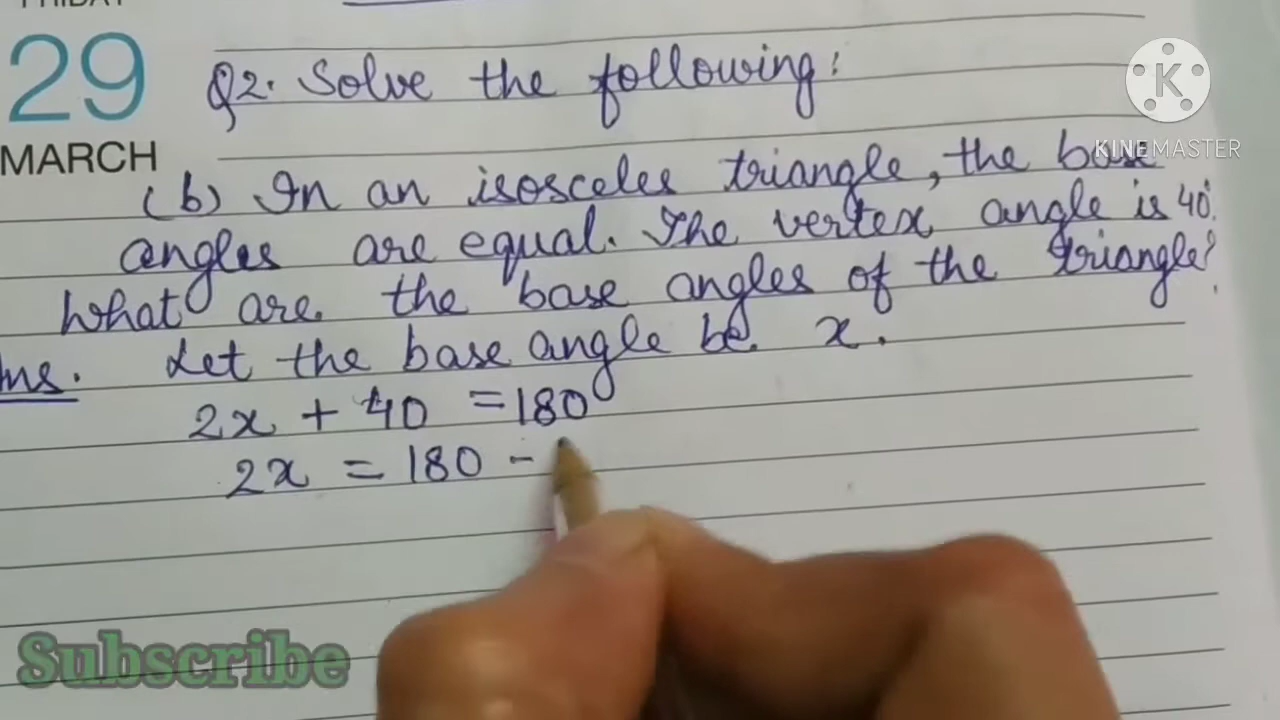 FRIDAY
29
MARCH
Q2. Solve the following:
KINEMASTER
(b) In an isosceles triangle, the base
angles are equal. The vertex angle is 40°.
What are the base angles of the triangle?
Ans. Let the base angle be x.
2x + 40 = 180
2x = 180 -
Subscribe